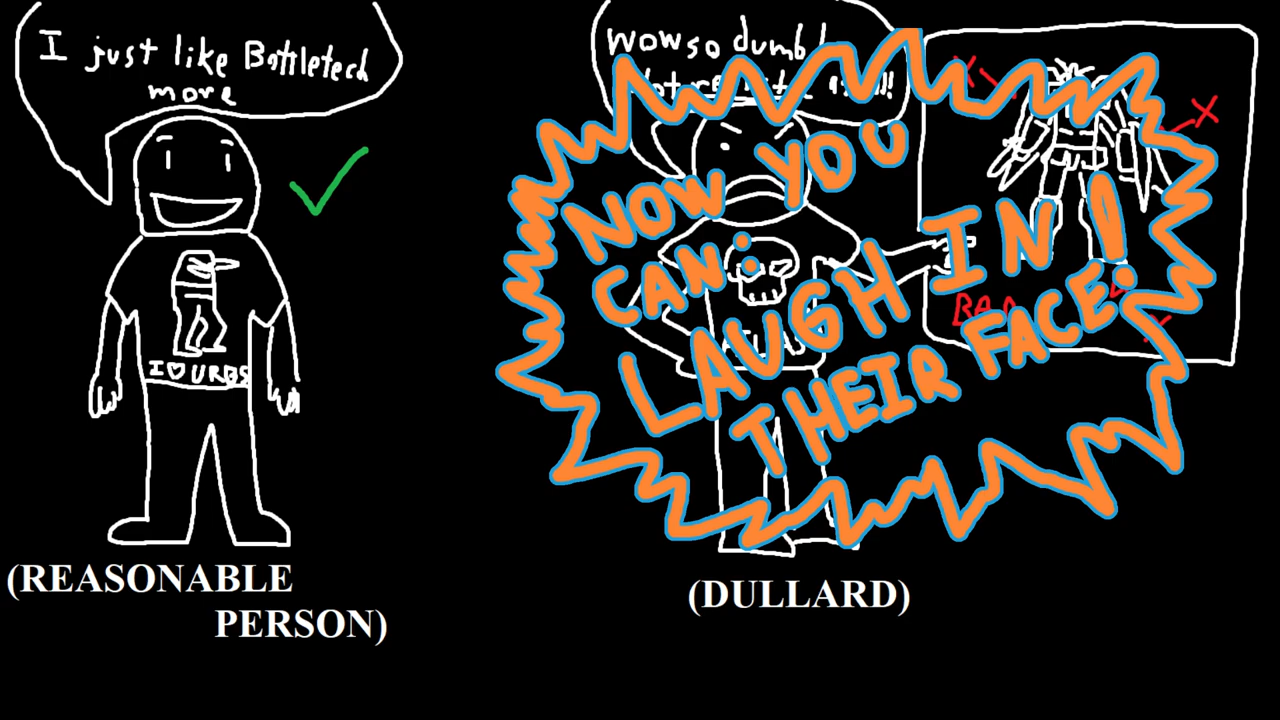 I just like Battletech
more
I ♡ URBS
(REASONABLE
PERSON)
Wow so dumb!
NOW YOU
CAN:
LAUGH IN
THEIR FACE!
(DULLARD)